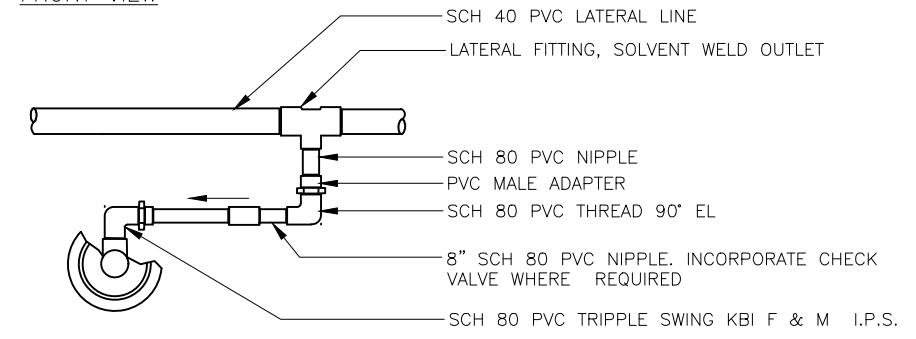 FRONT VIEW
SCH 40 PVC LATERAL LINE
LATERAL FITTING, SOLVENT WELD OUTLET
SCH 80 PVC NIPPLE
PVC MALE ADAPTER
SCH 80 PVC THREAD 90° EL
8" SCH 80 PVC NIPPLE. INCORPORATE CHECK
VALVE WHERE REQUIRED
SCH 80 PVC TRIPPLE SWING KBI F & M I.P.S.